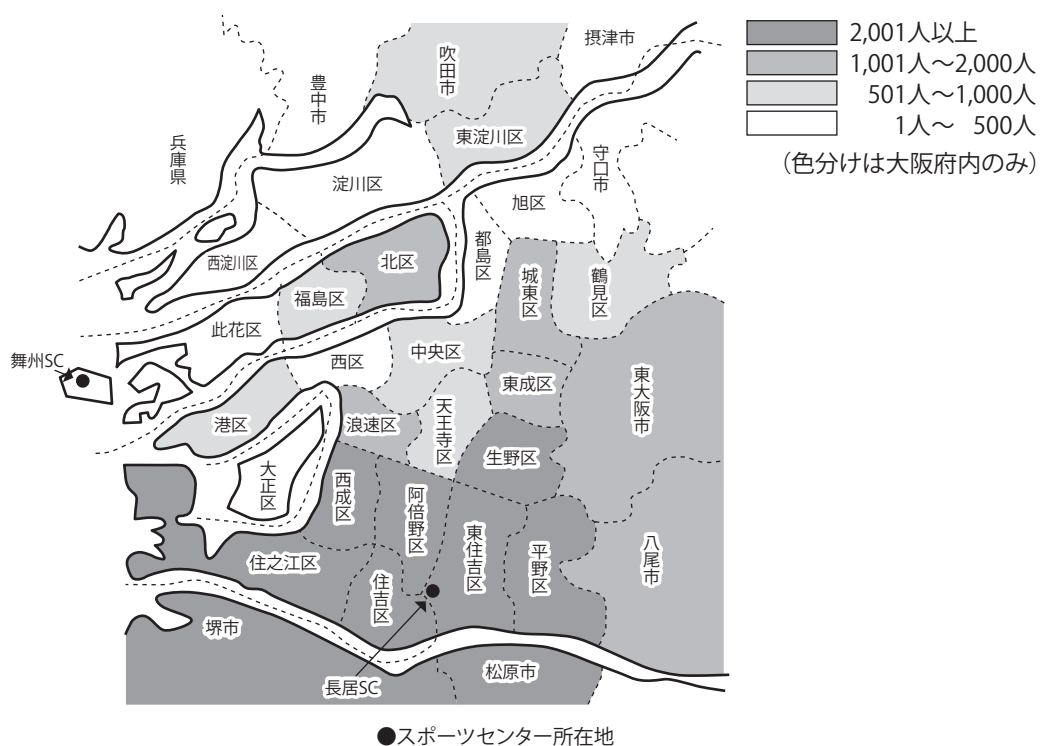 2,001人以上
1,001人～2,000人
501人～1,000人
1人～ 500人
（色分けは大阪府内のみ）
摂津市
吹田市
豊中市
兵庫県
東淀川区
守口市
淀川区
旭区
都島区
西淀川区
北区
城東区
鶴見区
福島区
此花区
西区
中央区
舞州SC
東成区
東大阪市
港区
浪速区
天王寺区
生野区
大正区
西成区
阿倍野区
東住吉区
平野区
八尾市
住之江区
住吉区
堺市
松原市
長居SC
●スポーツセンター所在地